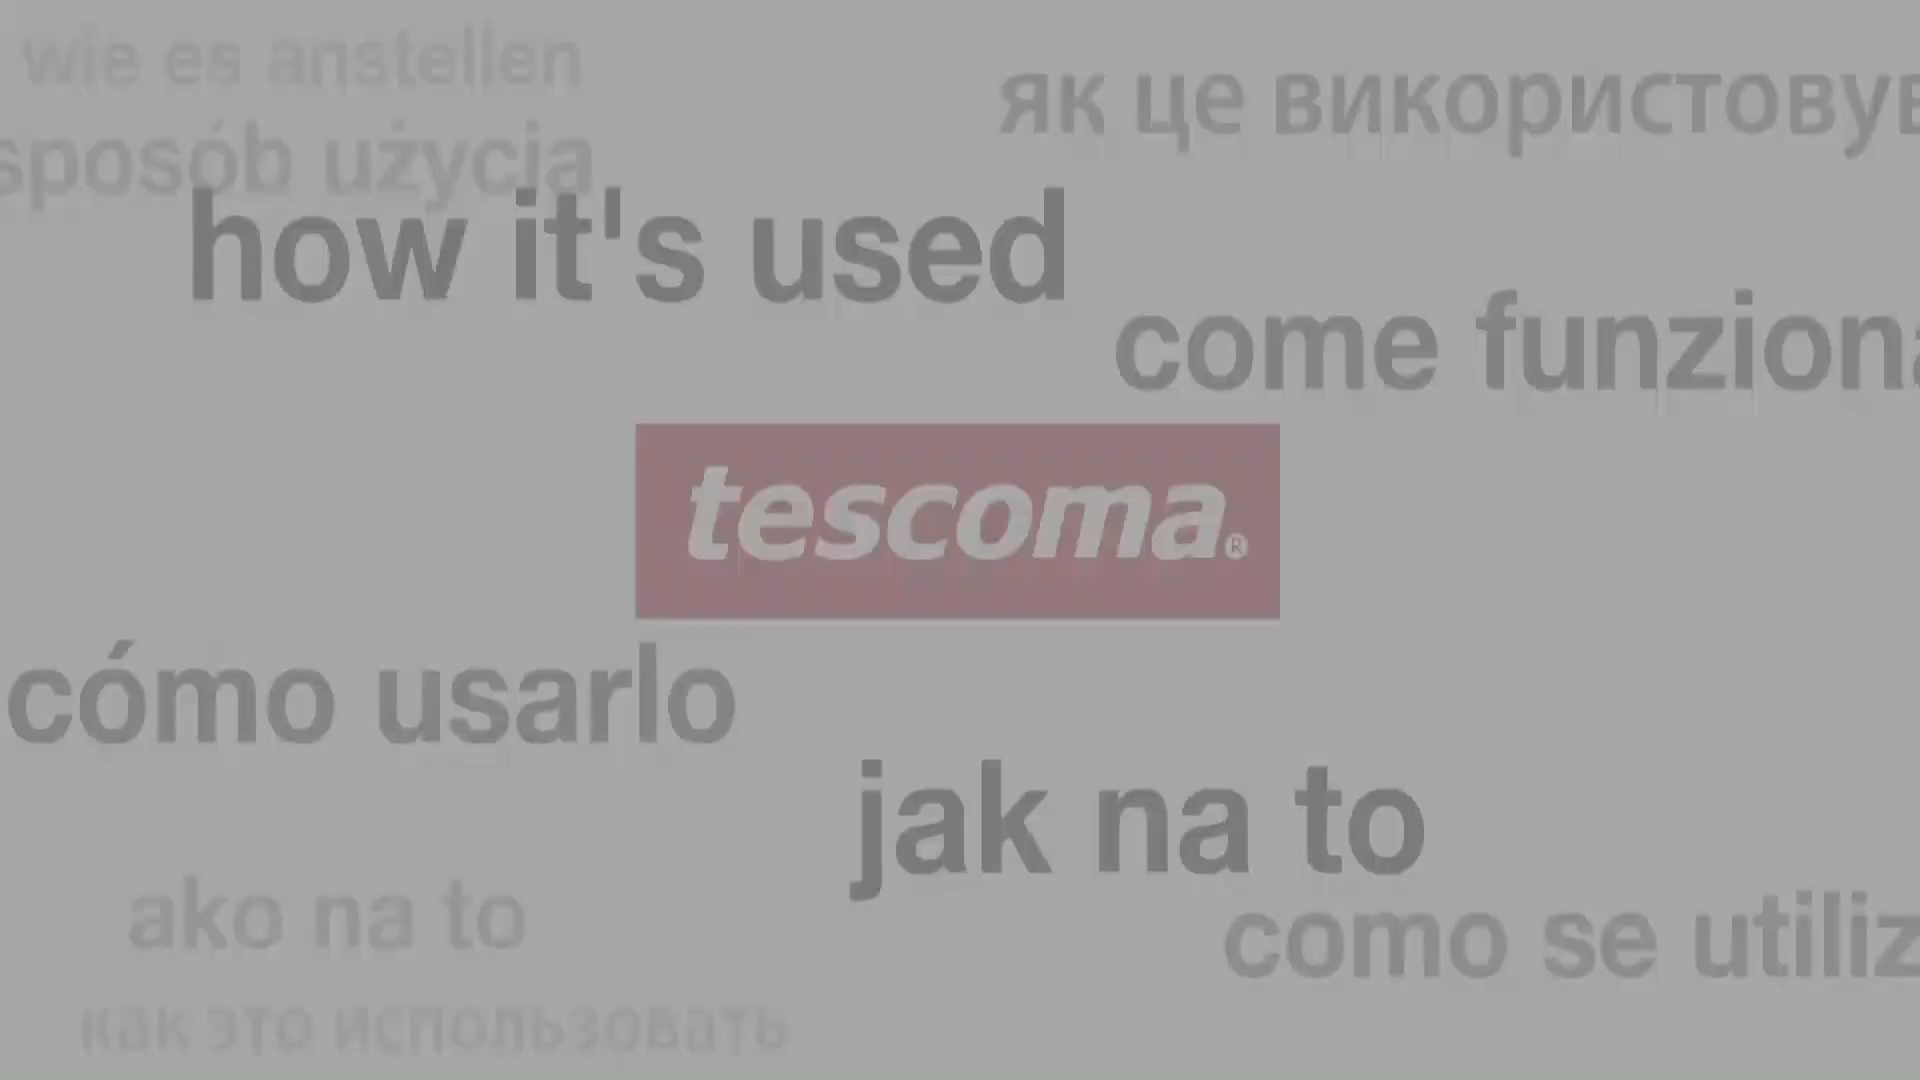 wie es anstellen
як це використовув
sposób użycia
how it's used
come funziona
tescoma®
cómo usarlo
jak na to
ako na to
como se utiliz
как это использовать